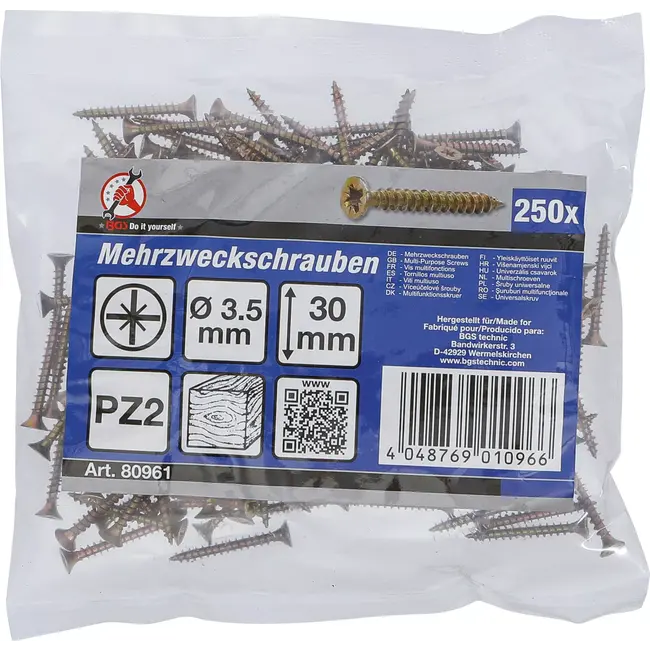 250x
BGS Do it yourself
Mehrzweckschrauben
DE - Mehrzweckschrauben
GB - Multi-Purpose Screws
FR - Vis multifonctions
ES - Tornillos multiuso
IT - Viti multiuso
CZ - Víceúčelové šrouby
DK - Multifunktionsskruer
FI - Yleiskäyttöiset ruuvit
HR - Višenamjenski vijci
HU - Univerzális csavarok
NL - Multischroeven
PL - Śruby uniwersalne
RO - Șuruburi multifuncționale
SE - Universalskruv
Ø 3.5
mm
30
mm
Hergestellt für/Made for
Fabriqué pour/Producido para:
BGS technic
Bandwirkerstr. 3
D-42929 Wermelskirchen
www.bgstechnic.com
PZ2
www
4 048769 010966
Art. 80961